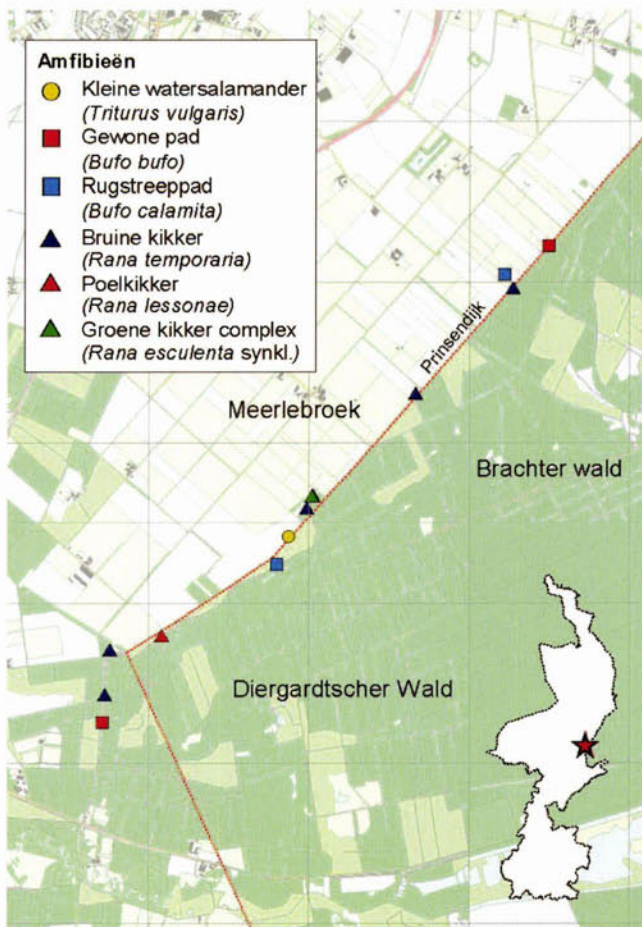 Amfibieën
Kleine watersalamander
(Triturus vulgaris)
Gewone pad
(Bufo bufo)
Rugstreeppad
(Bufo calamita)
Bruine kikker
(Rana temporaria)
Poelkikker
(Rana lessonae)
Groene kikker complex
(Rana esculenta synkl.)
Prinsendijk
Meerlebroek
Brachter wald
Diergardtscher Wald